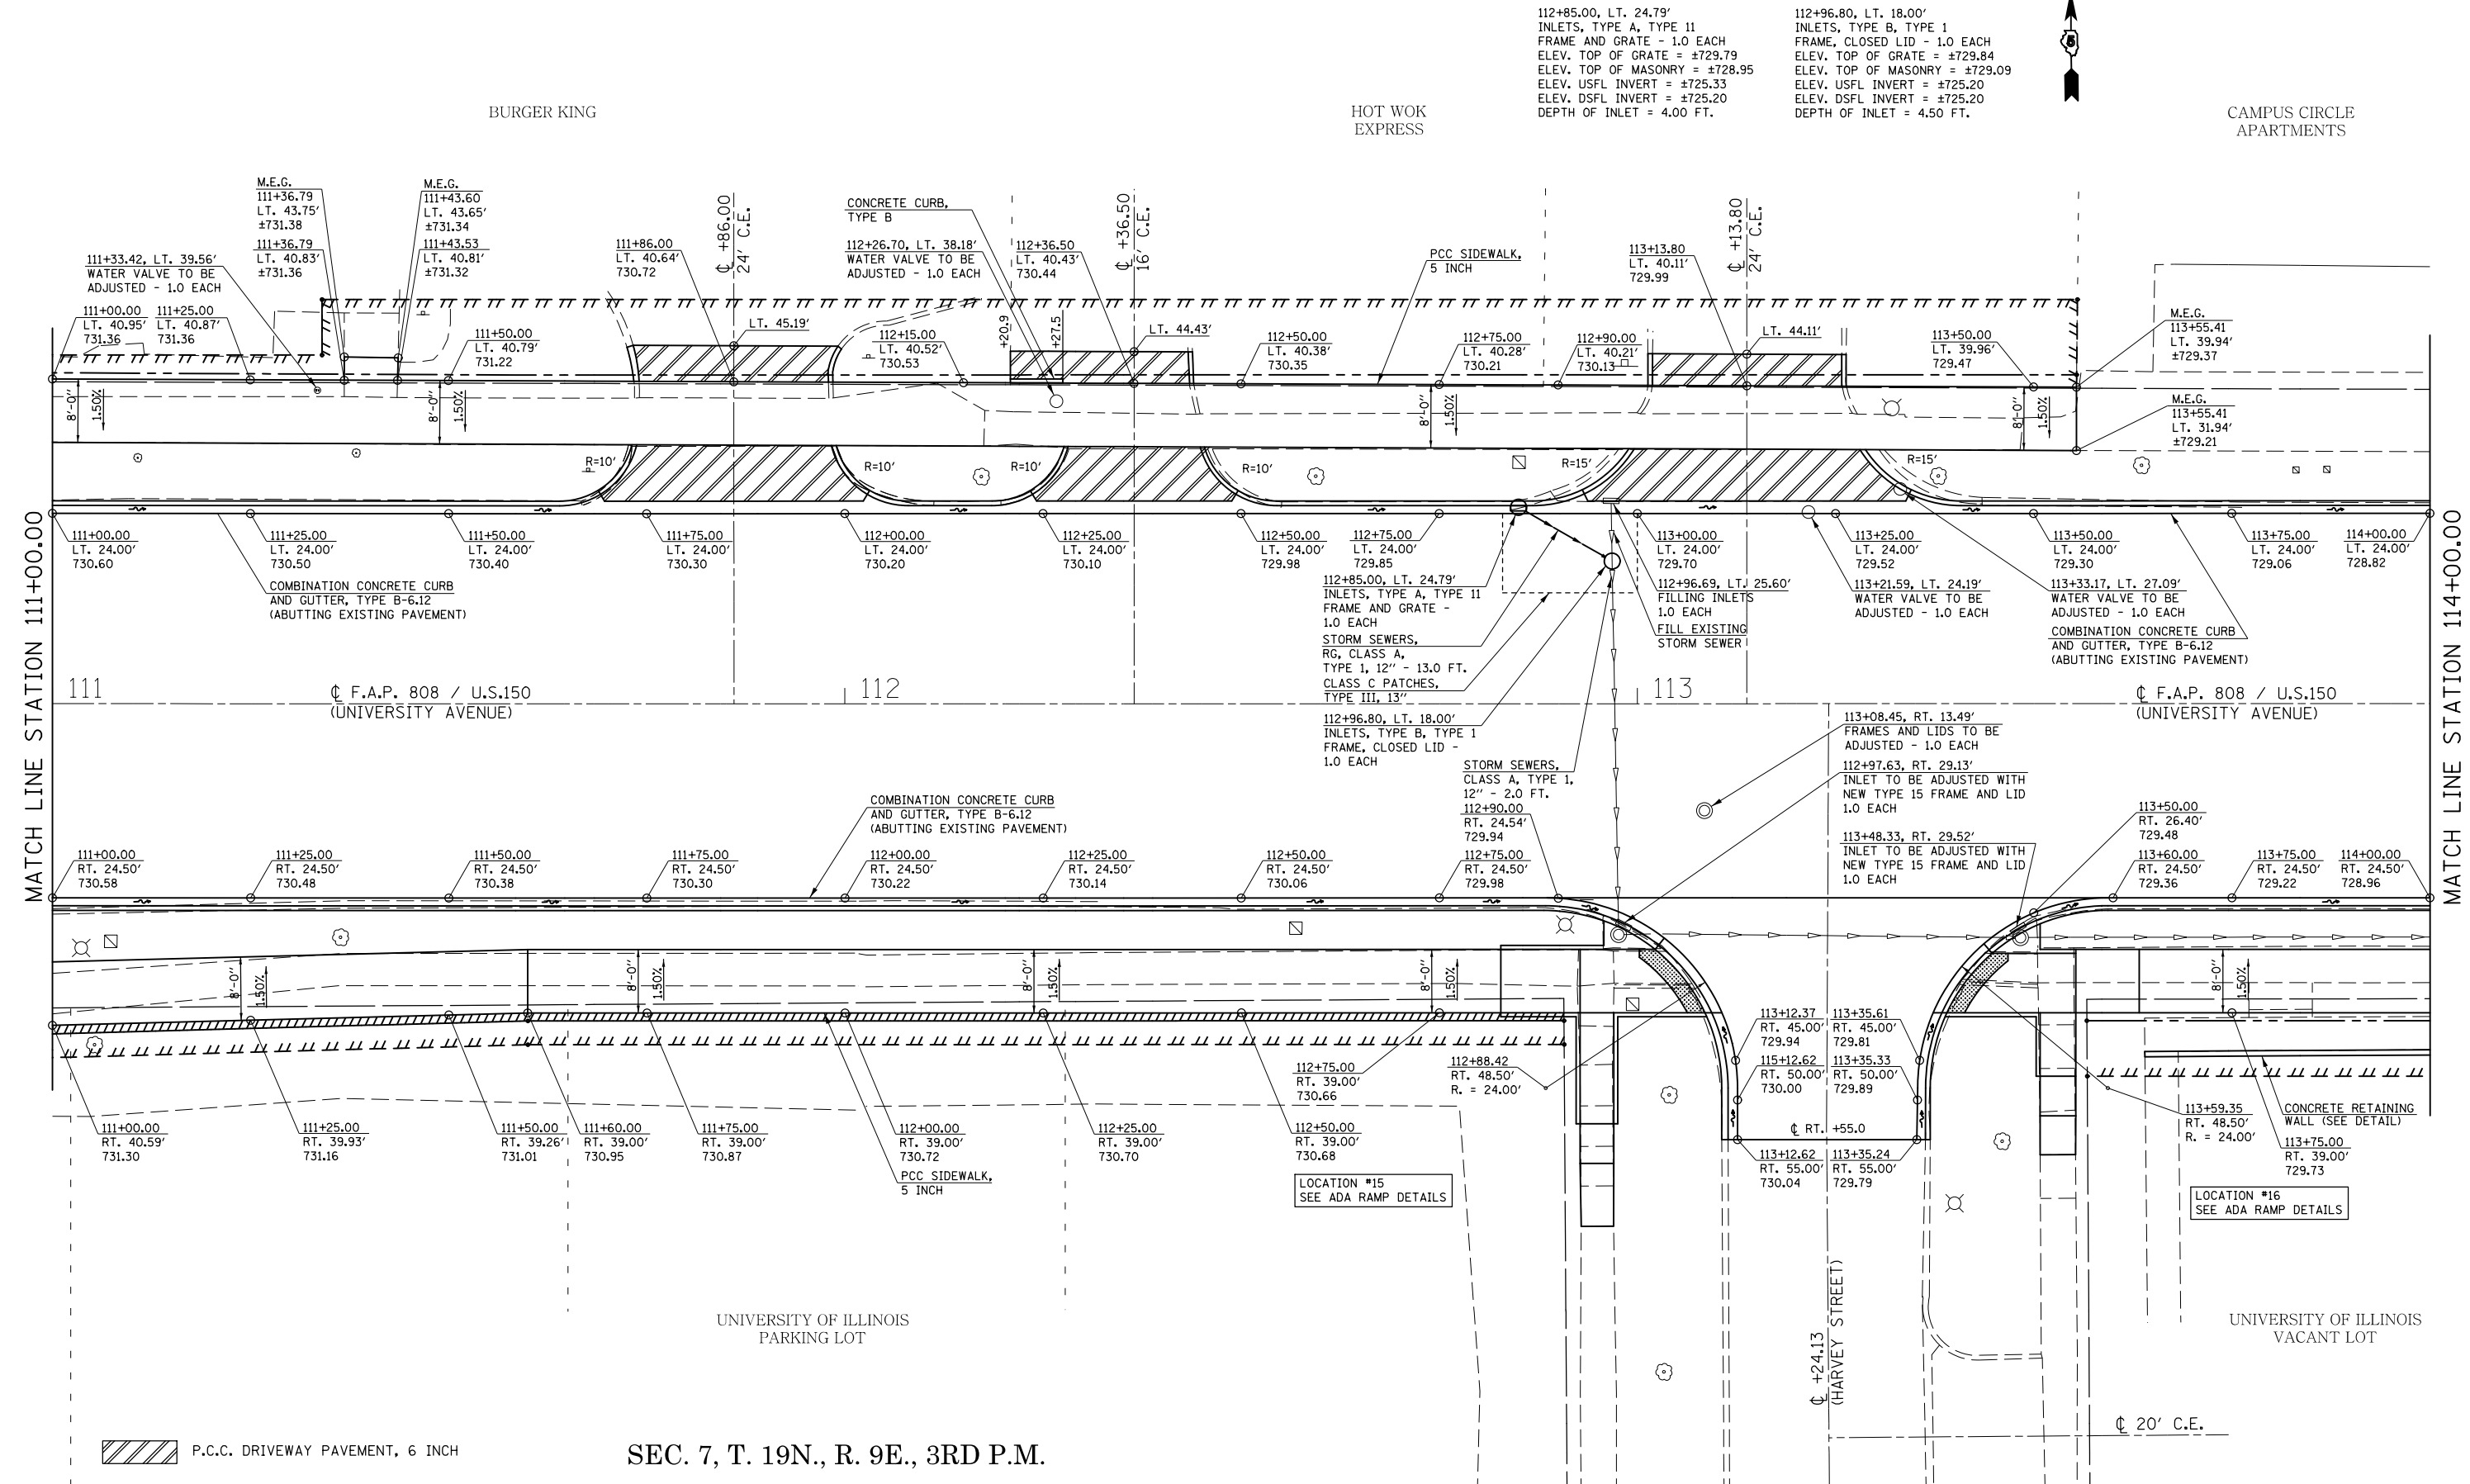 112+85.00, LT. 24.79'
INLETS, TYPE A, TYPE 11
FRAME AND GRATE - 1.0 EACH
ELEV. TOP OF GRATE = ±729.79
ELEV. TOP OF MASONRY = ±728.95
ELEV. USFL INVERT = ±725.33
ELEV. DSFL INVERT = ±725.20
DEPTH OF INLET = 4.00 FT.
112+96.80, LT. 18.00'
INLETS, TYPE B, TYPE 1
FRAME, CLOSED LID - 1.0 EACH
ELEV. TOP OF GRATE = ±729.84
ELEV. TOP OF MASONRY = ±729.09
ELEV. USFL INVERT = ±725.20
ELEV. DSFL INVERT = ±725.20
DEPTH OF INLET = 4.50 FT.
BURGER KING
HOT WOK
EXPRESS
CAMPUS CIRCLE
APARTMENTS
M.E.G.
111+36.79
LT. 43.75'
±731.38
111+36.79
LT. 40.83'
±731.36
M.E.G.
111+43.60
LT. 43.65'
±731.34
111+43.53
LT. 40.81'
±731.32
111+33.42, LT. 39.56'
WATER VALVE TO BE
ADJUSTED - 1.0 EACH
111+00.00
LT. 40.95'
731.36
111+25.00
LT. 40.87'
731.36
111+50.00
LT. 40.79'
731.22
111+86.00
LT. 40.64'
730.72
℄ +86.00
24' C.E.
LT. 45.19'
CONCRETE CURB,
TYPE B
112+26.70, LT. 38.18'
WATER VALVE TO BE
ADJUSTED - 1.0 EACH
112+15.00
LT. 40.52'
730.53
+20.9
+27.5
112+36.50
LT. 40.43'
730.44
℄ +36.50
16' C.E.
LT. 44.43'
112+50.00
LT. 40.38'
730.35
PCC SIDEWALK,
5 INCH
112+75.00
LT. 40.28'
730.21
112+90.00
LT. 40.21'
730.13
113+13.80
LT. 40.11'
729.99
℄ +13.80
24' C.E.
LT. 44.11'
113+50.00
LT. 39.96'
729.47
M.E.G.
113+55.41
LT. 39.94'
±729.37
M.E.G.
113+55.41
LT. 31.94'
±729.21
8'-0"
1.50%
8'-0"
1.50%
8'-0"
1.50%
8'-0"
1.50%
R=10'
R=10'
R=10'
R=10'
R=15'
R=15'
MATCH LINE STATION 111+00.00
MATCH LINE STATION 114+00.00
111+00.00
LT. 24.00'
730.60
111+25.00
LT. 24.00'
730.50
111+50.00
LT. 24.00'
730.40
111+75.00
LT. 24.00'
730.30
112+00.00
LT. 24.00'
730.20
112+25.00
LT. 24.00'
730.10
112+50.00
LT. 24.00'
729.98
112+75.00
LT. 24.00'
729.85
113+00.00
LT. 24.00'
729.70
113+25.00
LT. 24.00'
729.52
113+50.00
LT. 24.00'
729.30
113+75.00
LT. 24.00'
729.06
114+00.00
LT. 24.00'
728.82
COMBINATION CONCRETE CURB
AND GUTTER, TYPE B-6.12
(ABUTTING EXISTING PAVEMENT)
112+85.00, LT. 24.79'
INLETS, TYPE A, TYPE 11
FRAME AND GRATE -
1.0 EACH
STORM SEWERS,
RG, CLASS A,
TYPE 1, 12" - 13.0 FT.
CLASS C PATCHES,
TYPE III, 13"
112+96.80, LT. 18.00'
INLETS, TYPE B, TYPE 1
FRAME, CLOSED LID -
1.0 EACH
112+96.69, LT. 25.60'
FILLING INLETS
1.0 EACH
FILL EXISTING
STORM SEWER
113+21.59, LT. 24.19'
WATER VALVE TO BE
ADJUSTED - 1.0 EACH
113+33.17, LT. 27.09'
WATER VALVE TO BE
ADJUSTED - 1.0 EACH
COMBINATION CONCRETE CURB
AND GUTTER, TYPE B-6.12
(ABUTTING EXISTING PAVEMENT)
111
℄ F.A.P. 808 / U.S.150
(UNIVERSITY AVENUE)
112
113
℄ F.A.P. 808 / U.S.150
(UNIVERSITY AVENUE)
STORM SEWERS,
CLASS A, TYPE 1,
12" - 2.0 FT.
113+08.45, RT. 13.49'
FRAMES AND LIDS TO BE
ADJUSTED - 1.0 EACH
112+97.63, RT. 29.13'
INLET TO BE ADJUSTED WITH
NEW TYPE 15 FRAME AND LID
1.0 EACH
113+48.33, RT. 29.52'
INLET TO BE ADJUSTED WITH
NEW TYPE 15 FRAME AND LID
1.0 EACH
COMBINATION CONCRETE CURB
AND GUTTER, TYPE B-6.12
(ABUTTING EXISTING PAVEMENT)
111+00.00
RT. 24.50'
730.58
111+25.00
RT. 24.50'
730.48
111+50.00
RT. 24.50'
730.38
111+75.00
RT. 24.50'
730.30
112+00.00
RT. 24.50'
730.22
112+25.00
RT. 24.50'
730.14
112+50.00
RT. 24.50'
730.06
112+75.00
RT. 24.50'
729.98
112+90.00
RT. 24.54'
729.94
113+50.00
RT. 26.40'
729.48
113+60.00
RT. 24.50'
729.36
113+75.00
RT. 24.50'
729.22
114+00.00
RT. 24.50'
728.96
8'-0"
1.50%
8'-0"
1.50%
8'-0"
1.50%
8'-0"
1.50%
8'-0"
1.50%
113+12.37
RT. 45.00'
729.94
115+12.62
RT. 50.00'
730.00
113+35.61
RT. 45.00'
729.81
113+35.33
RT. 50.00'
729.89
℄ RT. +55.0
113+12.62
RT. 55.00'
730.04
113+35.24
RT. 55.00'
729.79
111+00.00
RT. 40.59'
731.30
111+25.00
RT. 39.93'
731.16
111+50.00
RT. 39.26'
731.01
111+60.00
RT. 39.00'
730.95
111+75.00
RT. 39.00'
730.87
112+00.00
RT. 39.00'
730.72
112+25.00
RT. 39.00'
730.70
112+50.00
RT. 39.00'
730.68
112+75.00
RT. 39.00'
730.66
112+88.42
RT. 48.50'
R. = 24.00'
113+59.35
RT. 48.50'
R. = 24.00'
CONCRETE RETAINING
WALL (SEE DETAIL)
113+75.00
RT. 39.00'
729.73
PCC SIDEWALK,
5 INCH
LOCATION #15
SEE ADA RAMP DETAILS
LOCATION #16
SEE ADA RAMP DETAILS
UNIVERSITY OF ILLINOIS
PARKING LOT
℄ +24.13
(HARVEY STREET)
UNIVERSITY OF ILLINOIS
VACANT LOT
℄ 20' C.E.
P.C.C. DRIVEWAY PAVEMENT, 6 INCH
SEC. 7, T. 19N., R. 9E., 3RD P.M.